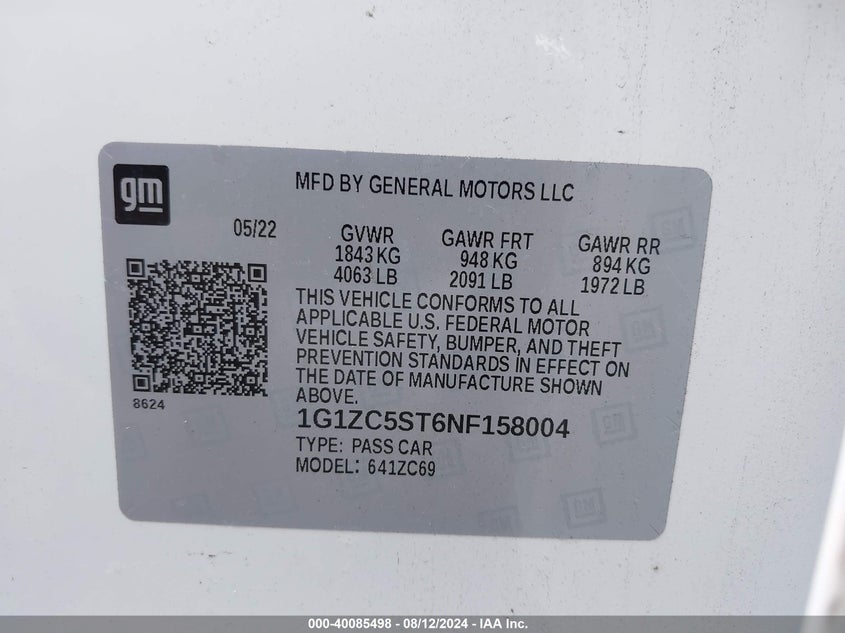 gm
MFD BY GENERAL MOTORS LLC
05/22
GVWR
1843 KG
4063 LB
GAWR FRT
948 KG
2091 LB
GAWR RR
894 KG
1972 LB
THIS VEHICLE CONFORMS TO ALL
APPLICABLE U.S. FEDERAL MOTOR
VEHICLE SAFETY, BUMPER, AND THEFT
PREVENTION STANDARDS IN EFFECT ON
THE DATE OF MANUFACTURE SHOWN
ABOVE.
8624
1G1ZC5ST6NF158004
TYPE: PASS CAR
MODEL: 641ZC69
000-40085498 - 08/12/2024 - IAA Inc.